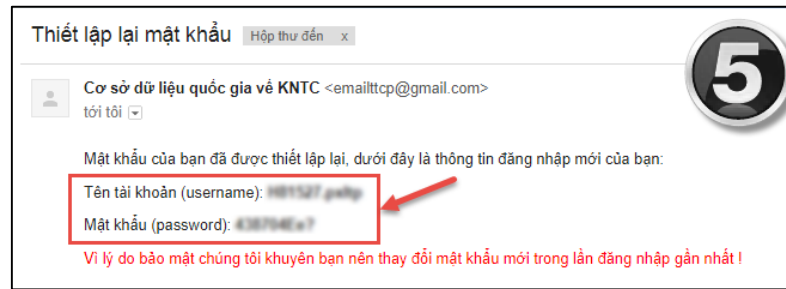 Thiết lập lại mật khẩu Hộp thư đến x
5
Cơ sở dữ liệu quốc gia về KNTC <emailttcp@gmail.com>
tới tôi
Mật khẩu của bạn đã được thiết lập lại, dưới đây là thông tin đăng nhập mới của bạn:
Tên tài khoản (username):
Mật khẩu (password):
Vì lý do bảo mật chúng tôi khuyên bạn nên thay đổi mật khẩu mới trong lần đăng nhập gần nhất !